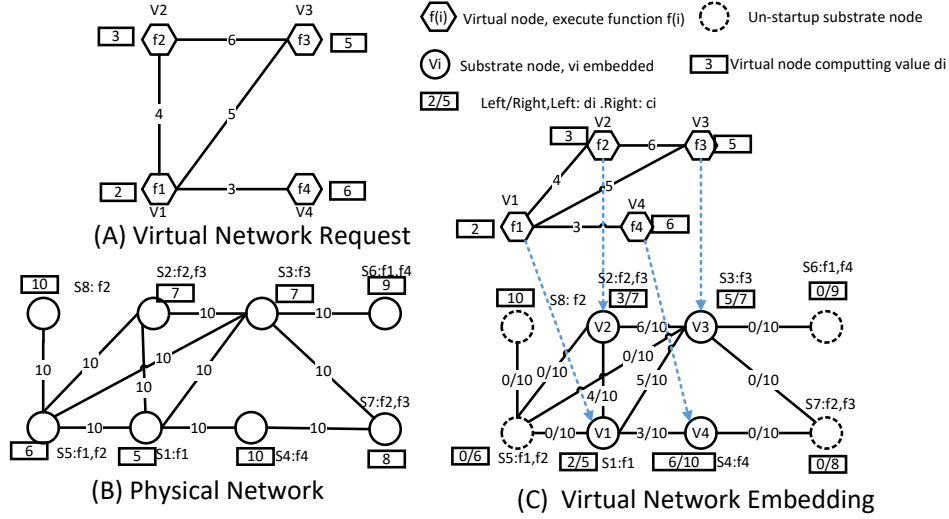 V2
V3
3
f2
6
f3
5
4
5
2
f1
3
f4
6
V1
V4
(A) Virtual Network Request
f(i)
Virtual node, execute function f(i)
Un-startup substrate node
Vi
Substrate node, vi embedded
3
Virtual node computting value di
2/5
Left/Right,Left: di .Right: ci
10
S8: f2
S2:f2,f3
7
S3:f3
7
S6:f1,f4
9
10
10
10
10
10
10
10
10
S7:f2,f3
10
10
10
6
S5:f1,f2
5
S1:f1
10
S4:f4
8
(B) Physical Network
V2
V3
3
f2
6
f3
5
4
5
V1
V4
2
f1
3
f4
6
10
S8: f2
S2:f2,f3
3/7
S3:f3
5/7
S6:f1,f4
0/9
V2
6/10
V3
0/10
0/10
0/10
0/10
5/10
0/10
4/10
S7:f2,f3
0/10
V1
3/10
V4
0/10
0/6
S5:f1,f2
2/5
S1:f1
6/10
S4:f4
0/8
(C) Virtual Network Embedding